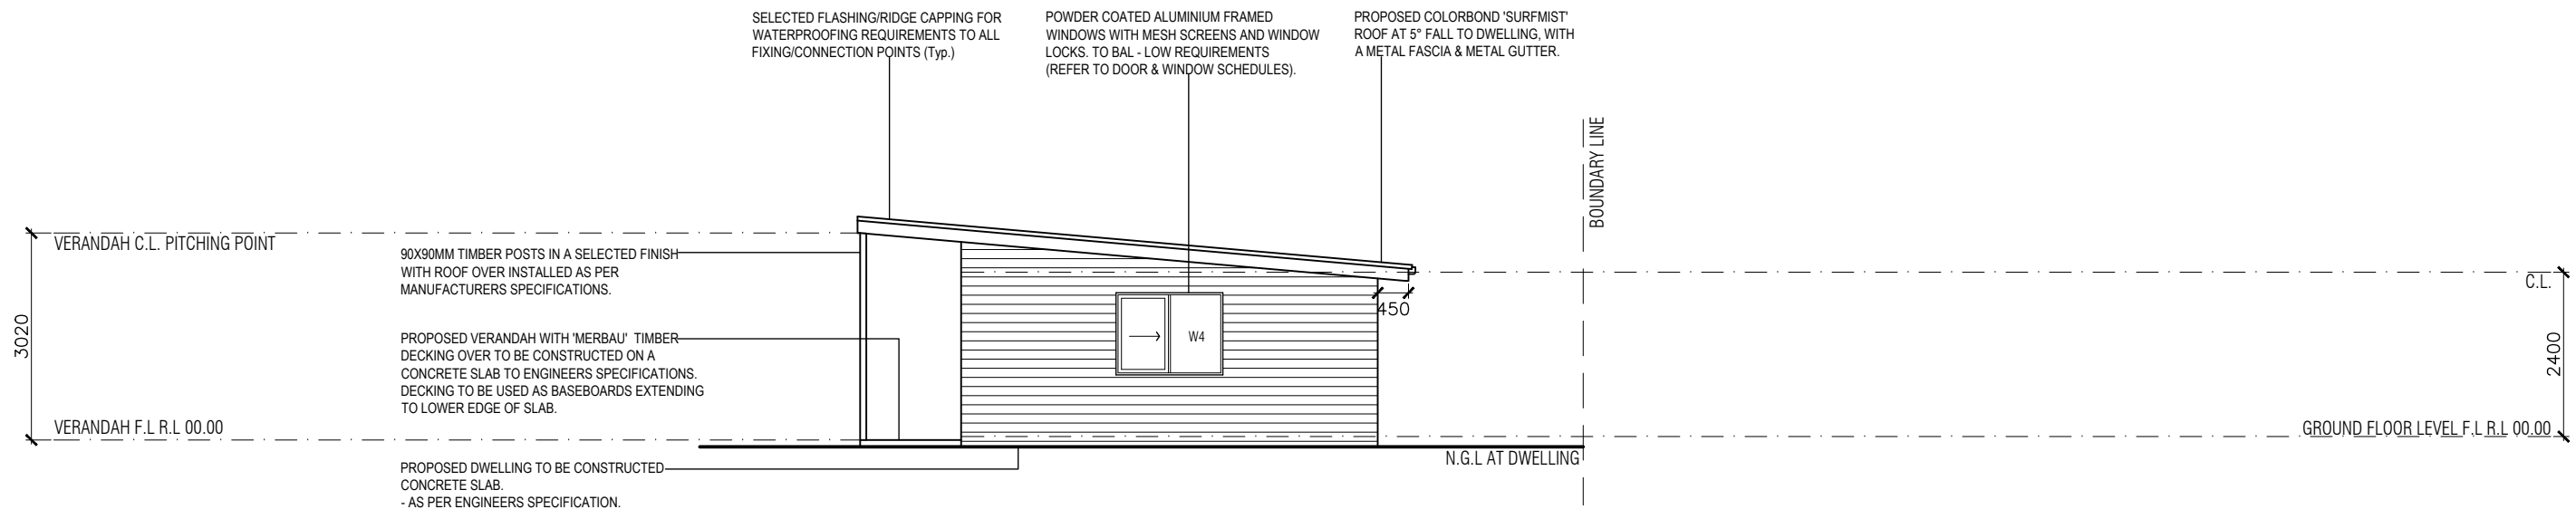 SELECTED FLASHING/RIDGE CAPPING FOR
WATERPROOFING REQUIREMENTS TO ALL
FIXING/CONNECTION POINTS (Typ.)
POWDER COATED ALUMINIUM FRAMED
WINDOWS WITH MESH SCREENS AND WINDOW
LOCKS. TO BAL - LOW REQUIREMENTS
(REFER TO DOOR & WINDOW SCHEDULES).
PROPOSED COLORBOND 'SURFMIST'
ROOF AT 5° FALL TO DWELLING, WITH
A METAL FASCIA & METAL GUTTER.
BOUNDARY LINE
VERANDAH C.L. PITCHING POINT
3020
VERANDAH F.L R.L 00.00
90X90MM TIMBER POSTS IN A SELECTED FINISH
WITH ROOF OVER INSTALLED AS PER
MANUFACTURERS SPECIFICATIONS.
PROPOSED VERANDAH WITH 'MERBAU' TIMBER
DECKING OVER TO BE CONSTRUCTED ON A
CONCRETE SLAB TO ENGINEERS SPECIFICATIONS.
DECKING TO BE USED AS BASEBOARDS EXTENDING
TO LOWER EDGE OF SLAB.
PROPOSED DWELLING TO BE CONSTRUCTED
CONCRETE SLAB.
- AS PER ENGINEERS SPECIFICATION.
W4
450
C.L.
2400
GROUND FLOOR LEVEL F.L R.L 00.00
N.G.L AT DWELLING